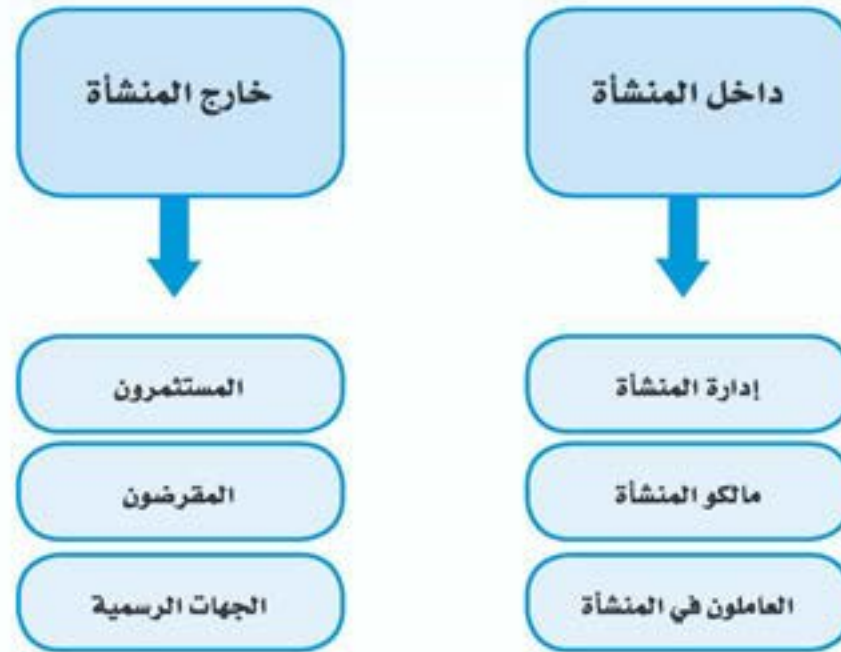 داخل المنشأة
خارج المنشأة
إدارة المنشأة
المستثمرون
مالكو المنشأة
المقرضون
العاملون في المنشأة
الجهات الرسمية